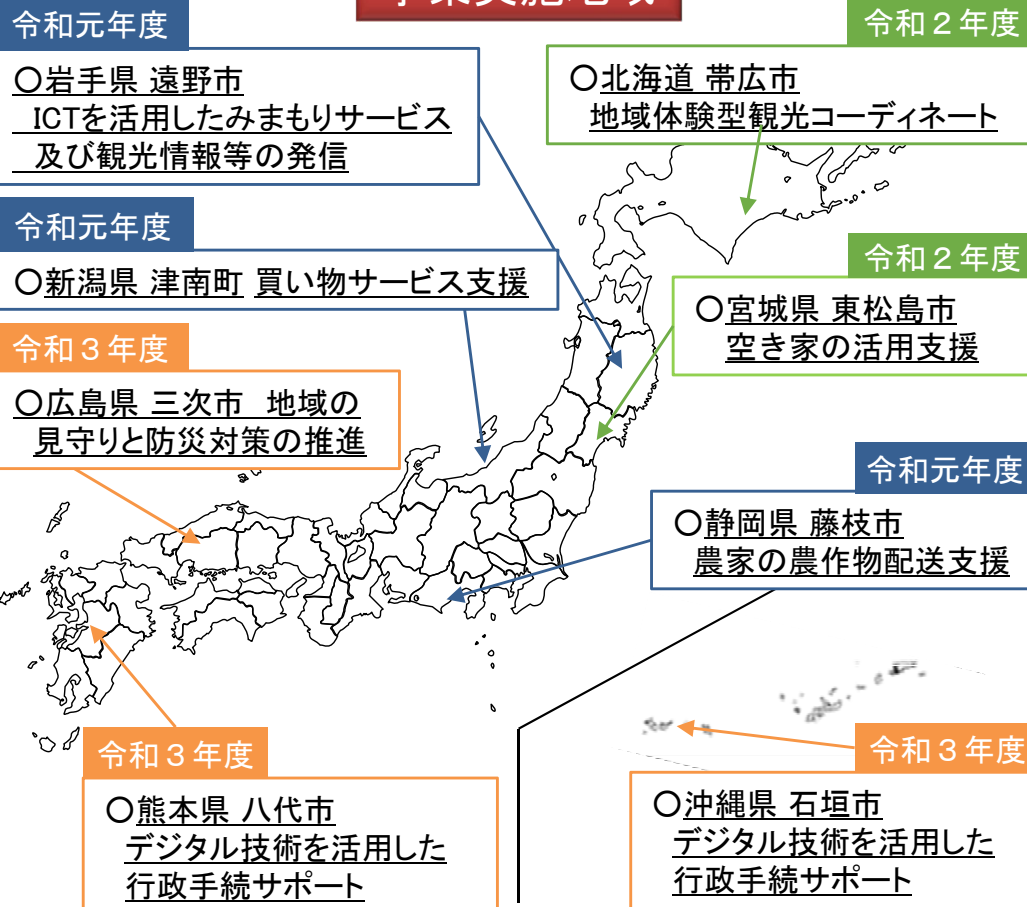 事業実施地域
令和元年度
〇岩手県 遠野市
ICTを活用したみまもりサービス
及び観光情報等の発信
令和２年度
〇北海道 帯広市
地域体験型観光コーディネート
令和元年度
〇新潟県 津南町 買い物サービス支援
令和２年度
〇宮城県 東松島市
空き家の活用支援
令和３年度
〇広島県 三次市 地域の
見守りと防災対策の推進
令和元年度
〇静岡県 藤枝市
農家の農作物配送支援
令和３年度
〇熊本県 八代市
デジタル技術を活用した
行政手続サポート
令和３年度
〇沖縄県 石垣市
デジタル技術を活用した
行政手続サポート